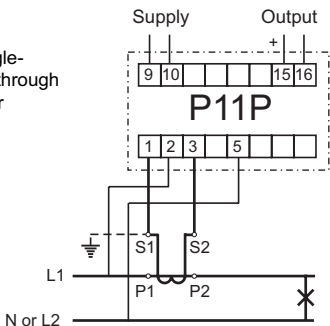 Supply Output
gle-
through
r
+
9 10 15 16
P11P
1 2 3 5
S1 S2
L1
P1 P2
N or L2